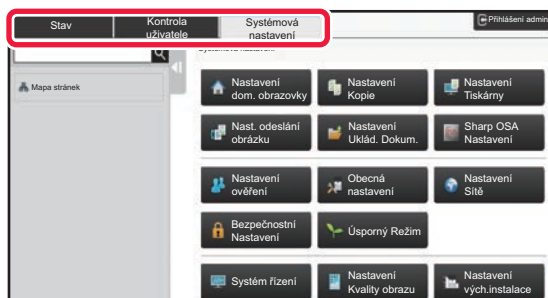 Stav
Kontrola
uživatele
Systémová
nastavení
Přihlášení admin
Mapa stránek
Nastavení
dom. obrazovky
Nastavení
Kopie
Nastavení
Tiskárny
Nast. odeslání
obrázku
Nastavení
Uklád. Dokum.
Sharp OSA
Nastavení
Nastavení
ověření
Obecná
nastavení
Nastavení
Sítě
Bezpečnostní
Nastavení
Úsporný Režim
Systém řízení
Nastavení
Kvality obrazu
Nastavení
vých.instalace